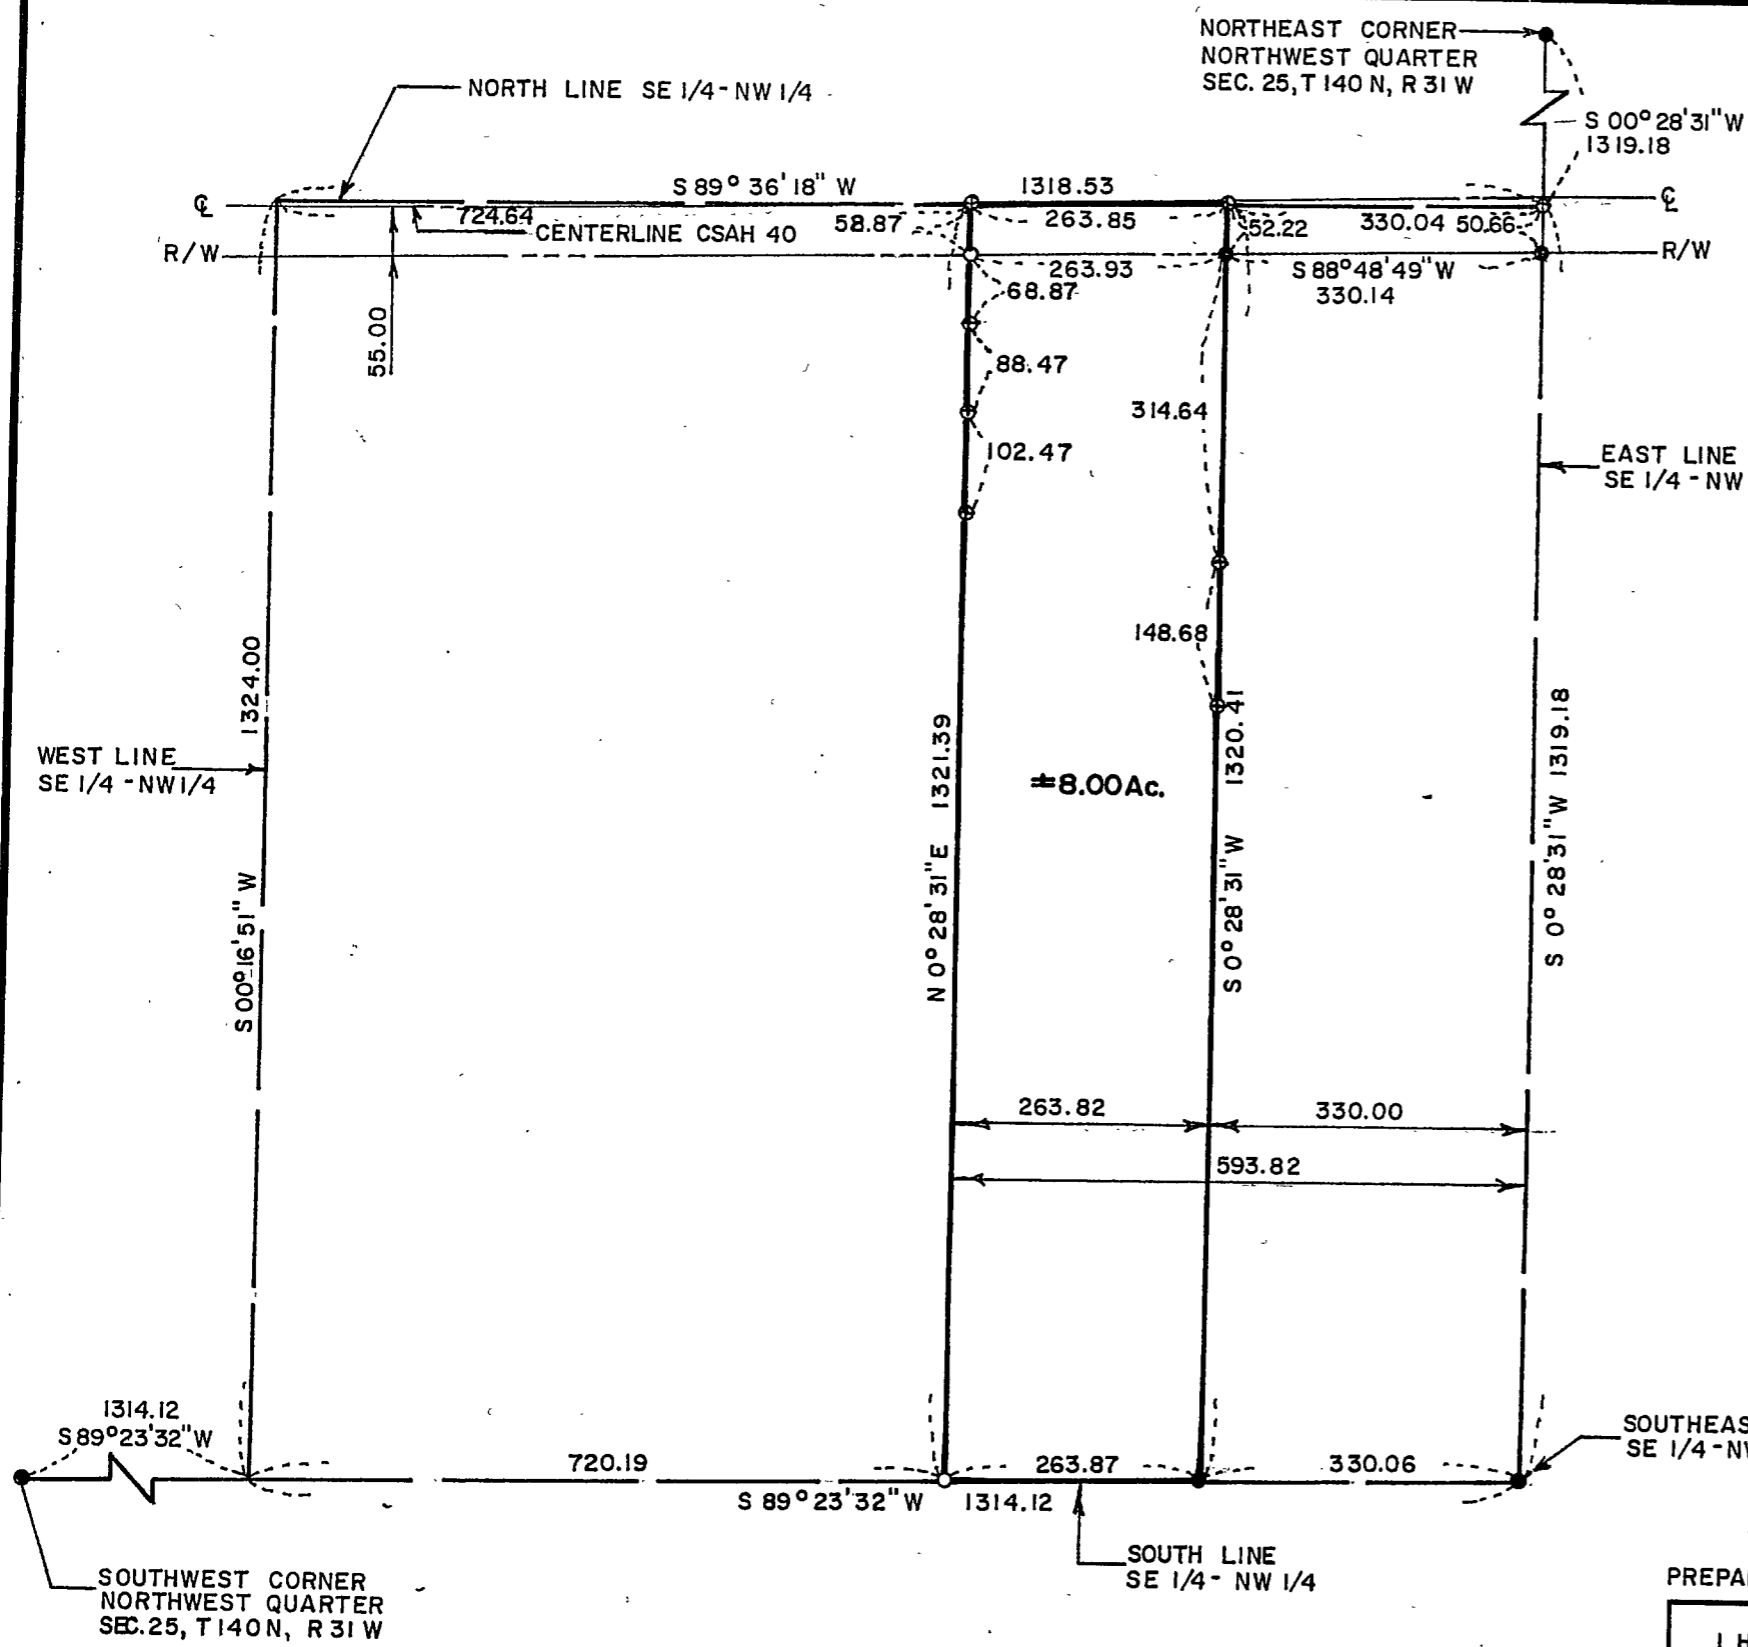 NORTHEAST CORNER
NORTHWEST QUARTER
SEC. 25, T 140 N, R 31 W
NORTH LINE SE 1/4 - NW 1/4
S 00° 28' 31" W
1319.18
S 89° 36' 18" W
1318.53
℄
℄
724.64
58.87
263.85
52.22
330.04
50.66
CENTERLINE CSAH 40
R/W
R/W
263.93
S 88° 48' 49" W
330.14
68.87
55.00
88.47
314.64
102.47
EAST LINE
SE 1/4 - NW
148.68
1324.00
WEST LINE
SE 1/4 - NW 1/4
S 00° 16' 51" W
N 0° 28' 31" E 1321.39
±8.00 Ac.
S 0° 28' 31" W 1320.41
S 0° 28' 31" W 1319.18
263.82
330.00
593.82
1314.12
S 89° 23' 32" W
720.19
263.87
330.06
S 89° 23' 32" W
1314.12
SOUTHEAS
SE 1/4 - NW
SOUTH LINE
SE 1/4 - NW 1/4
SOUTHWEST CORNER
NORTHWEST QUARTER
SEC. 25, T 140 N, R 31 W
PREPA